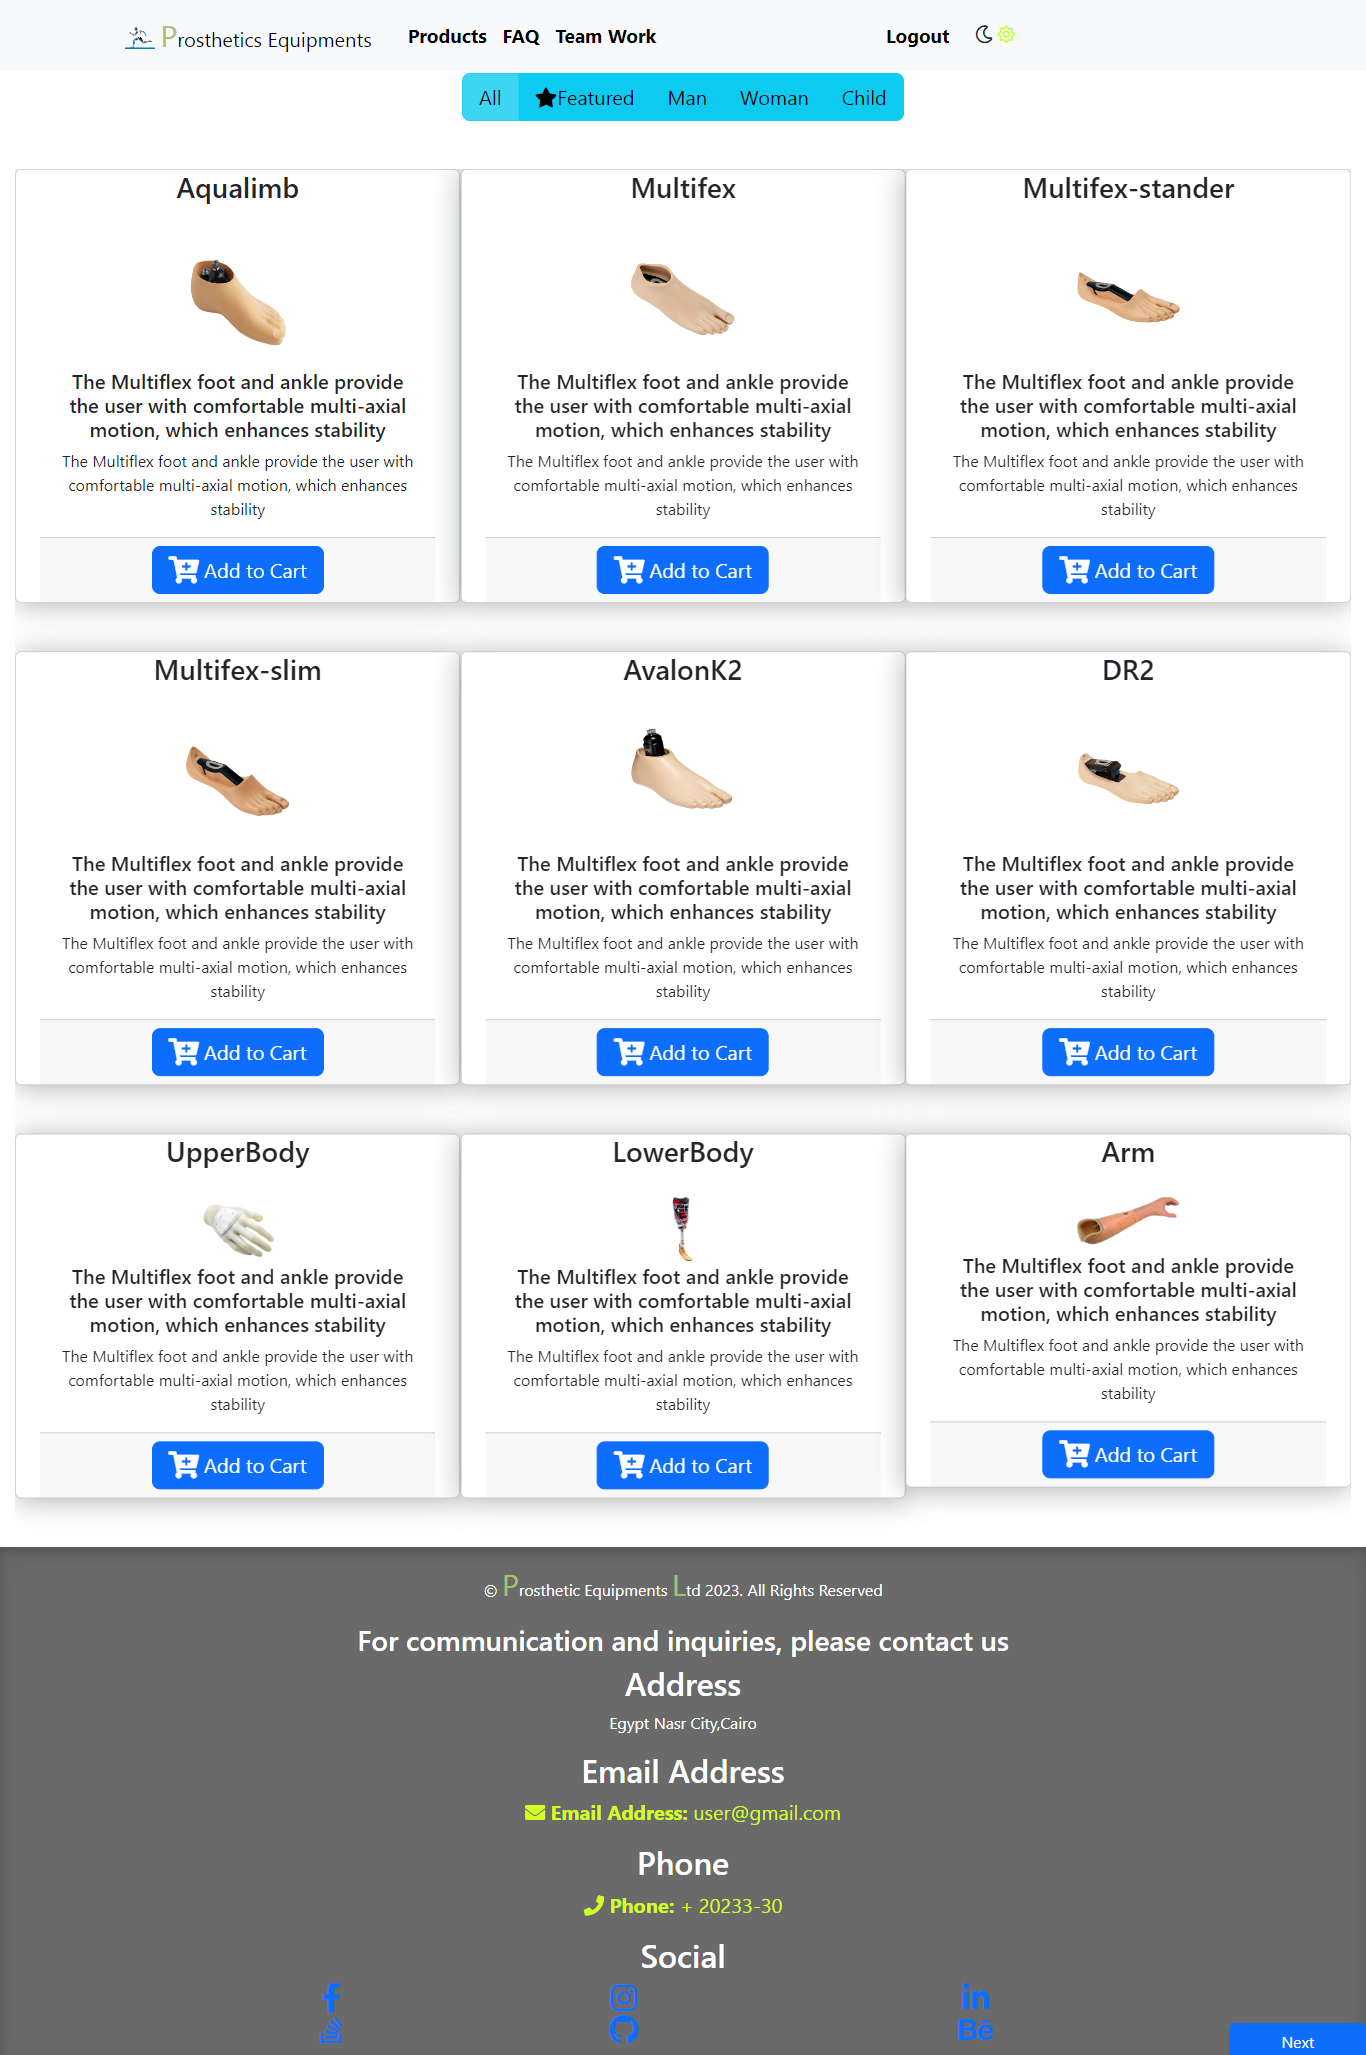 Prosthetics Equipments
Products FAQ Team Work
Logout
All Featured Man Woman Child
Aqualimb
The Multiflex foot and ankle provide
the user with comfortable multi-axial
motion, which enhances stability
The Multiflex foot and ankle provide the user with
comfortable multi-axial motion, which enhances
stability
Add to Cart
Multifex
The Multiflex foot and ankle provide
the user with comfortable multi-axial
motion, which enhances stability
The Multiflex foot and ankle provide the user with
comfortable multi-axial motion, which enhances
stability
Add to Cart
Multifex-stander
The Multiflex foot and ankle provide
the user with comfortable multi-axial
motion, which enhances stability
The Multiflex foot and ankle provide the user with
comfortable multi-axial motion, which enhances
stability
Add to Cart
Multifex-slim
The Multiflex foot and ankle provide
the user with comfortable multi-axial
motion, which enhances stability
The Multiflex foot and ankle provide the user with
comfortable multi-axial motion, which enhances
stability
Add to Cart
AvalonK2
The Multiflex foot and ankle provide
the user with comfortable multi-axial
motion, which enhances stability
The Multiflex foot and ankle provide the user with
comfortable multi-axial motion, which enhances
stability
Add to Cart
DR2
The Multiflex foot and ankle provide
the user with comfortable multi-axial
motion, which enhances stability
The Multiflex foot and ankle provide the user with
comfortable multi-axial motion, which enhances
stability
Add to Cart
UpperBody
The Multiflex foot and ankle provide
the user with comfortable multi-axial
motion, which enhances stability
The Multiflex foot and ankle provide the user with
comfortable multi-axial motion, which enhances
stability
Add to Cart
LowerBody
The Multiflex foot and ankle provide
the user with comfortable multi-axial
motion, which enhances stability
The Multiflex foot and ankle provide the user with
comfortable multi-axial motion, which enhances
stability
Add to Cart
Arm
The Multiflex foot and ankle provide
the user with comfortable multi-axial
motion, which enhances stability
The Multiflex foot and ankle provide the user with
comfortable multi-axial motion, which enhances
stability
Add to Cart
© Prosthetic Equipments Ltd 2023. All Rights Reserved
For communication and inquiries, please contact us
Address
Egypt Nasr City,Cairo
Email Address
Email Address: user@gmail.com
Phone
Phone: + 20233-30
Social
Next